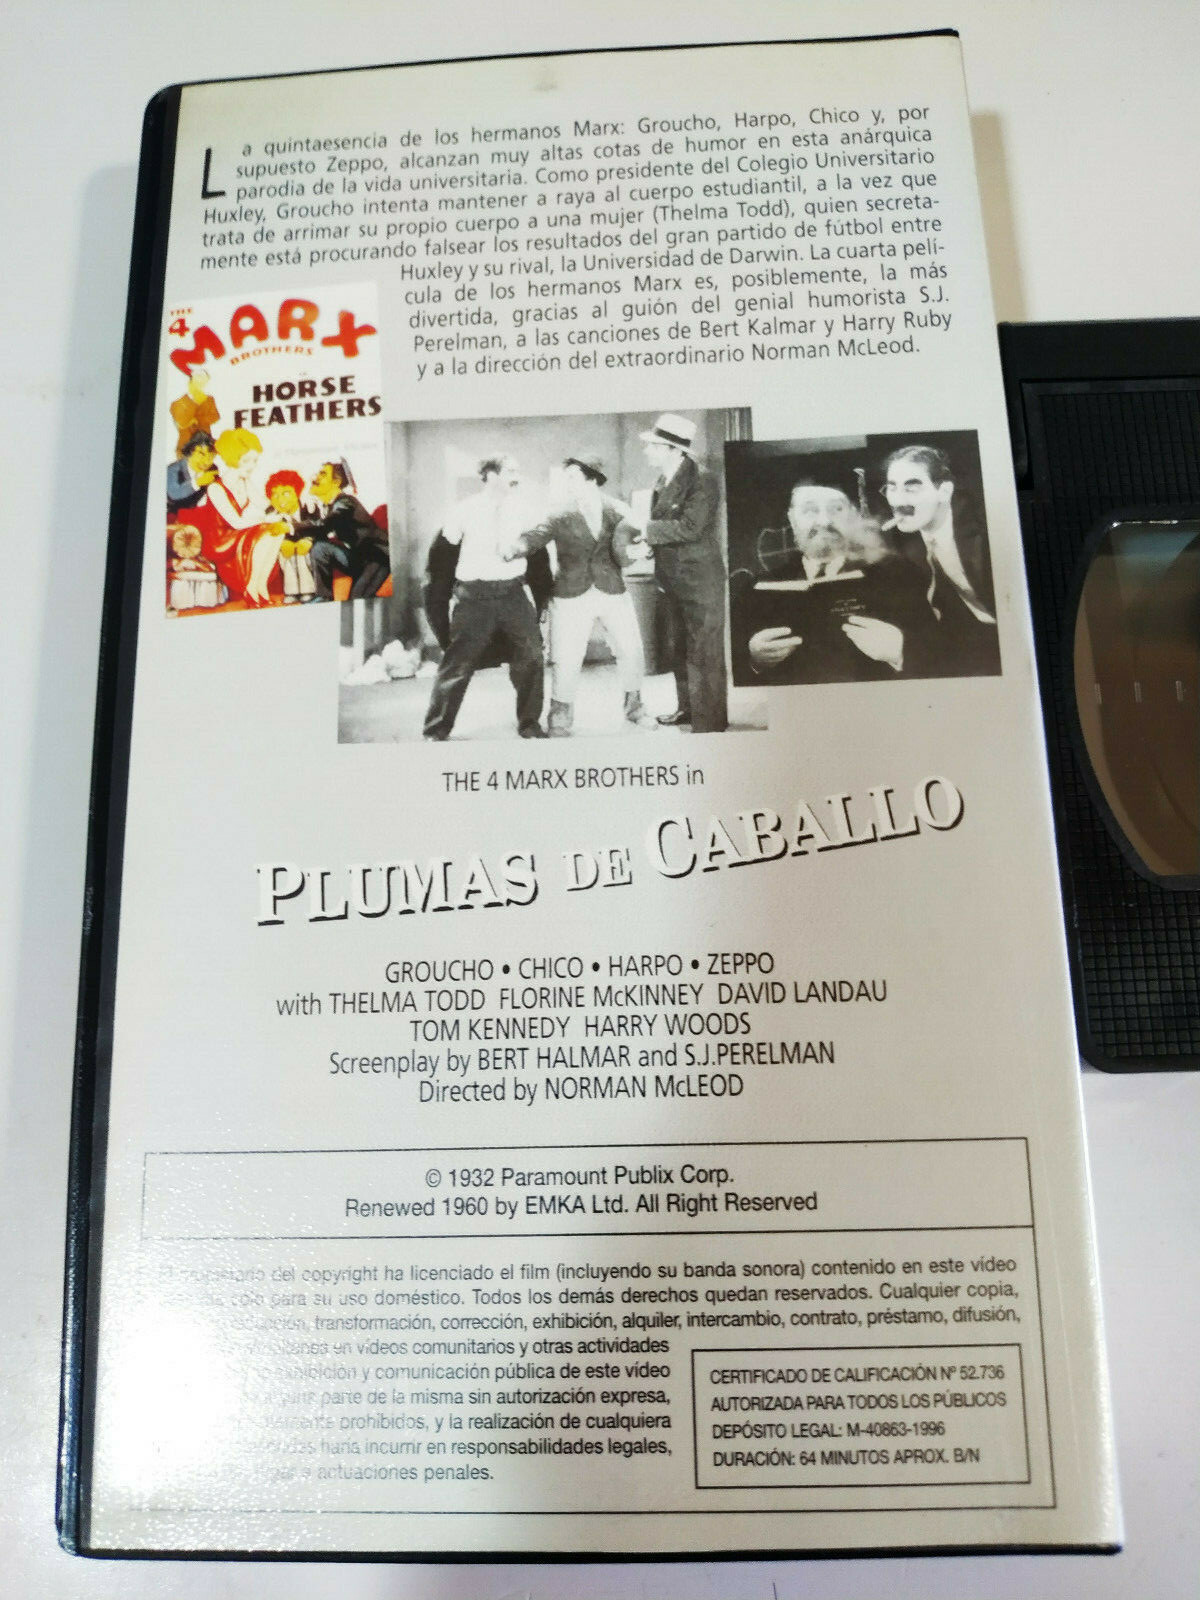 La quintaesencia de los hermanos Marx: Groucho, Harpo, Chico y, por
supuesto Zeppo, alcanzan muy altas cotas de humor en esta anárquica
parodia de la vida universitaria. Como presidente del Colegio Universitario
Huxley, Groucho intenta mantener a raya al cuerpo estudiantil, a la vez que
trata de arrimar su propio cuerpo a una mujer (Thelma Todd), quien secreta-
mente está procurando falsear los resultados del gran partido de fútbol entre
Huxley y su rival, la Universidad de Darwin. La cuarta pelí-
cula de los hermanos Marx es, posiblemente, la más
divertida, gracias al guión del genial humorista S.J.
Perelman, a las canciones de Bert Kalmar y Harry Ruby
y a la dirección del extraordinario Norman McLeod.
THE
4
MARX
BROTHERS
HORSE
FEATHERS
THE 4 MARX BROTHERS in
PLUMAS DE CABALLO
GROUCHO • CHICO • HARPO • ZEPPO
with THELMA TODD FLORINE McKINNEY DAVID LANDAU
TOM KENNEDY HARRY WOODS
Screenplay by BERT HALMAR and S.J.PERELMAN
Directed by NORMAN McLEOD
© 1932 Paramount Publix Corp.
Renewed 1960 by EMKA Ltd. All Right Reserved
del copyright ha licenciado el film (incluyendo su banda sonora) contenido en este vídeo
para su uso doméstico. Todos los demás derechos quedan reservados. Cualquier copia,
transformación, corrección, exhibición, alquiler, intercambio, contrato, préstamo, difusión,
en vídeos comunitarios y otras actividades
y comunicación pública de este vídeo
parte de la misma sin autorización expresa,
prohibidos, y la realización de cualquiera
haría incurrir en responsabilidades legales,
a actuaciones penales.
CERTIFICADO DE CALIFICACIÓN Nº 52.736
AUTORIZADA PARA TODOS LOS PÚBLICOS
DEPÓSITO LEGAL: M-40863-1996
DURACIÓN: 64 MINUTOS APROX. B/N